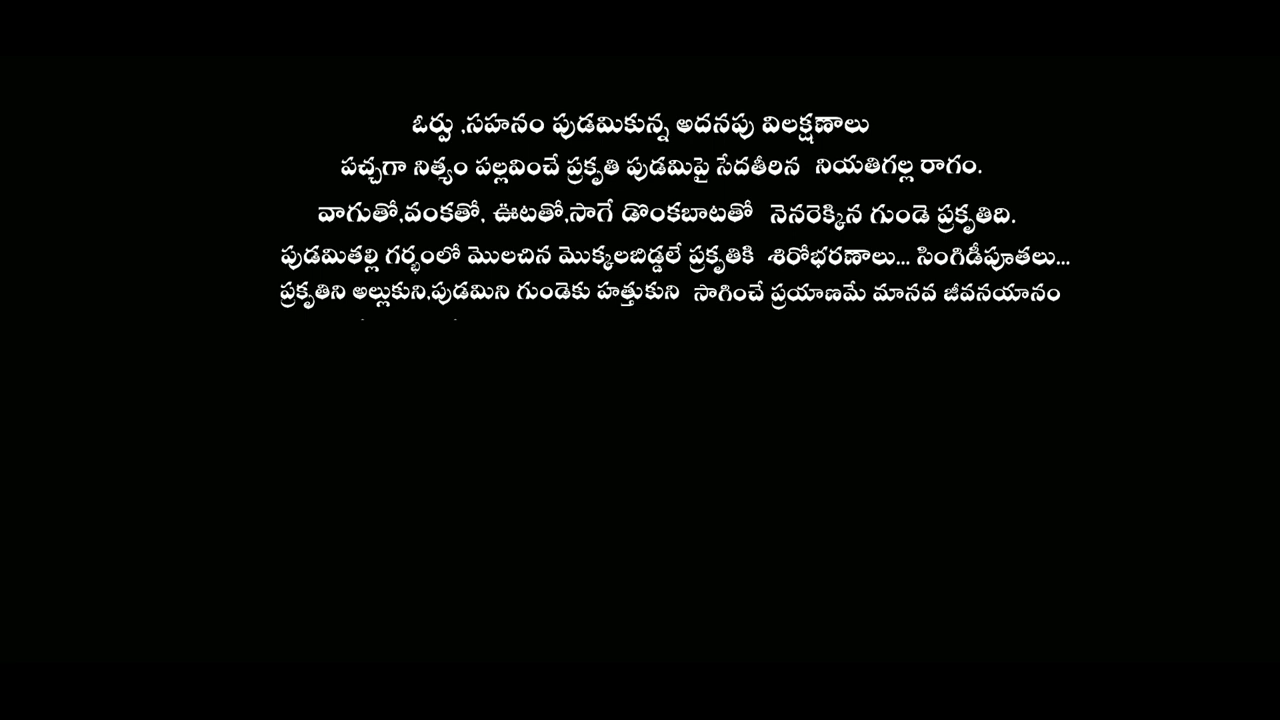 ఓర్పు ,సహనం పుడమికున్న అదనపు విలక్షణాలు
పచ్చగా నిత్యం పల్లవించే ప్రకృతి పుడమిపై సేదతీరిన నియతిగల్ల రాగం.
వాగుతో,వంకతో, ఊటతో,సాగే డొంకబాటతో నెనరెక్కిన గుండె ప్రకృతిది.
పుడమితల్లి గర్భంలో మొలచిన మొక్కలబిడ్డలే ప్రకృతికి శిరోభరణాలు... సింగిడీపూతలు...
ప్రకృతిని అల్లుకుని,పుడమిని గుండెకు హత్తుకుని సాగించే ప్రయాణమే మానవ జీవనయానం